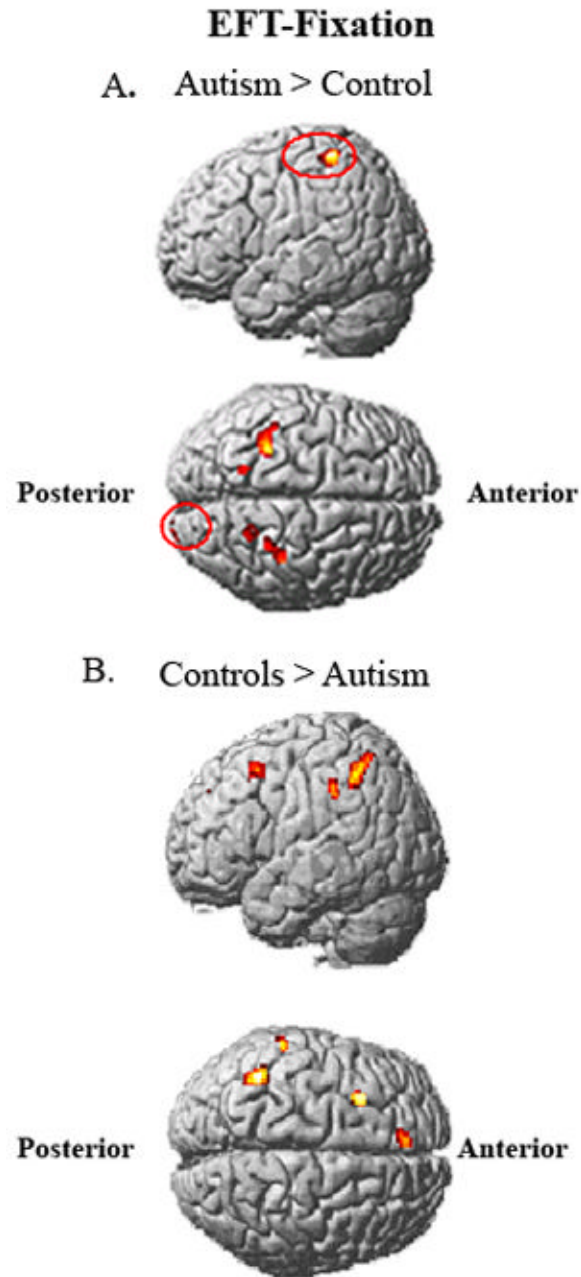 EFT-Fixation
A. Autism > Control
Posterior Anterior
B. Controls > Autism
Posterior Anterior